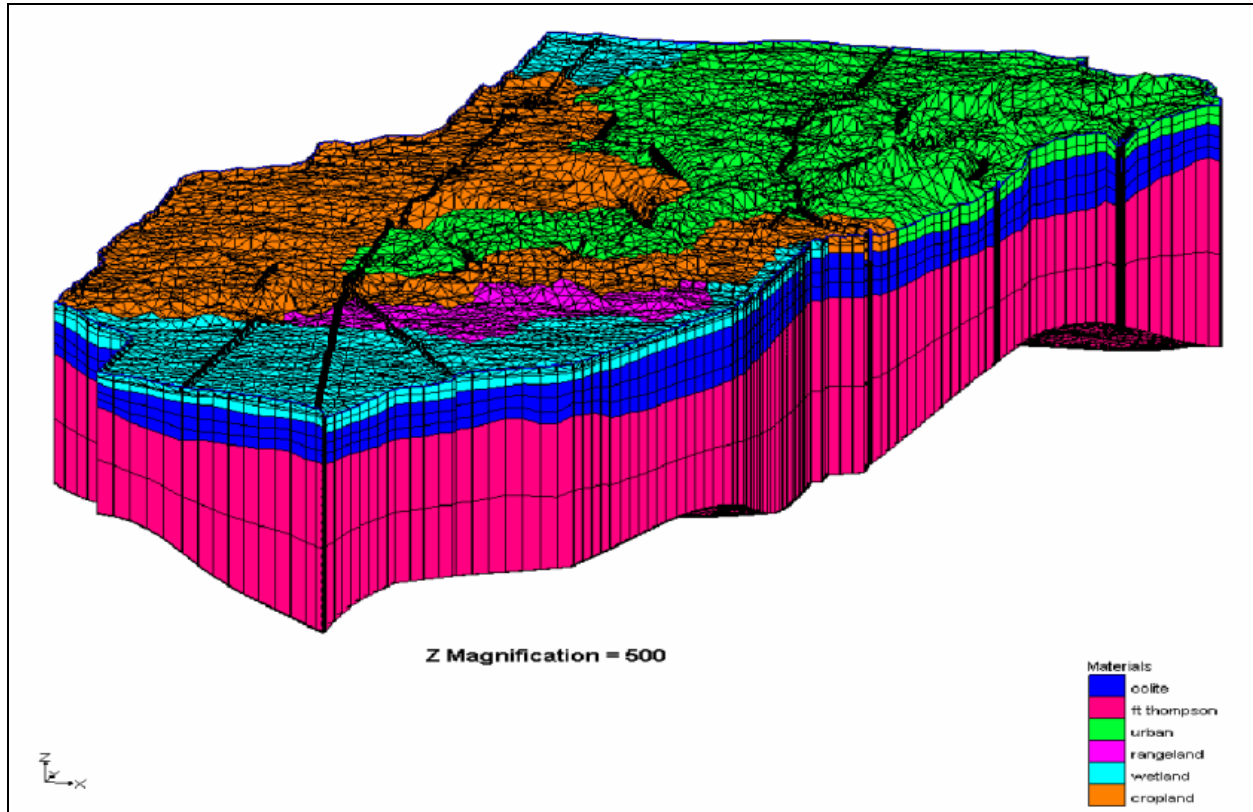 Z Magnification = 500
Materials
oolite
ft thompson
urban
rangeland
wetland
cropland
Z
Y
X